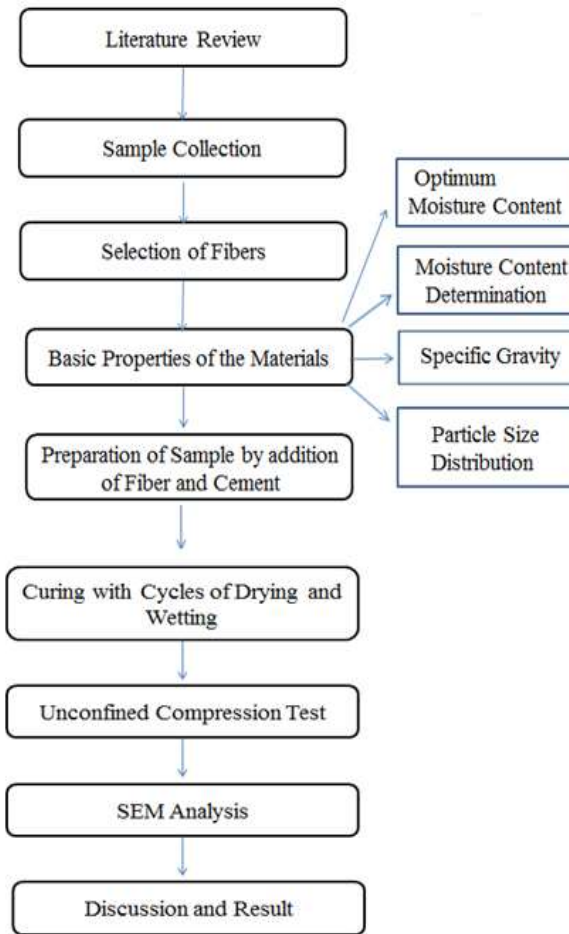 Literature Review
Sample Collection
Selection of Fibers
Basic Properties of the Materials
Optimum
Moisture Content
Moisture Content
Determination
Specific Gravity
Particle Size
Distribution
Preparation of Sample by addition
of Fiber and Cement
Curing with Cycles of Drying and
Wetting
Unconfined Compression Test
SEM Analysis
Discussion and Result